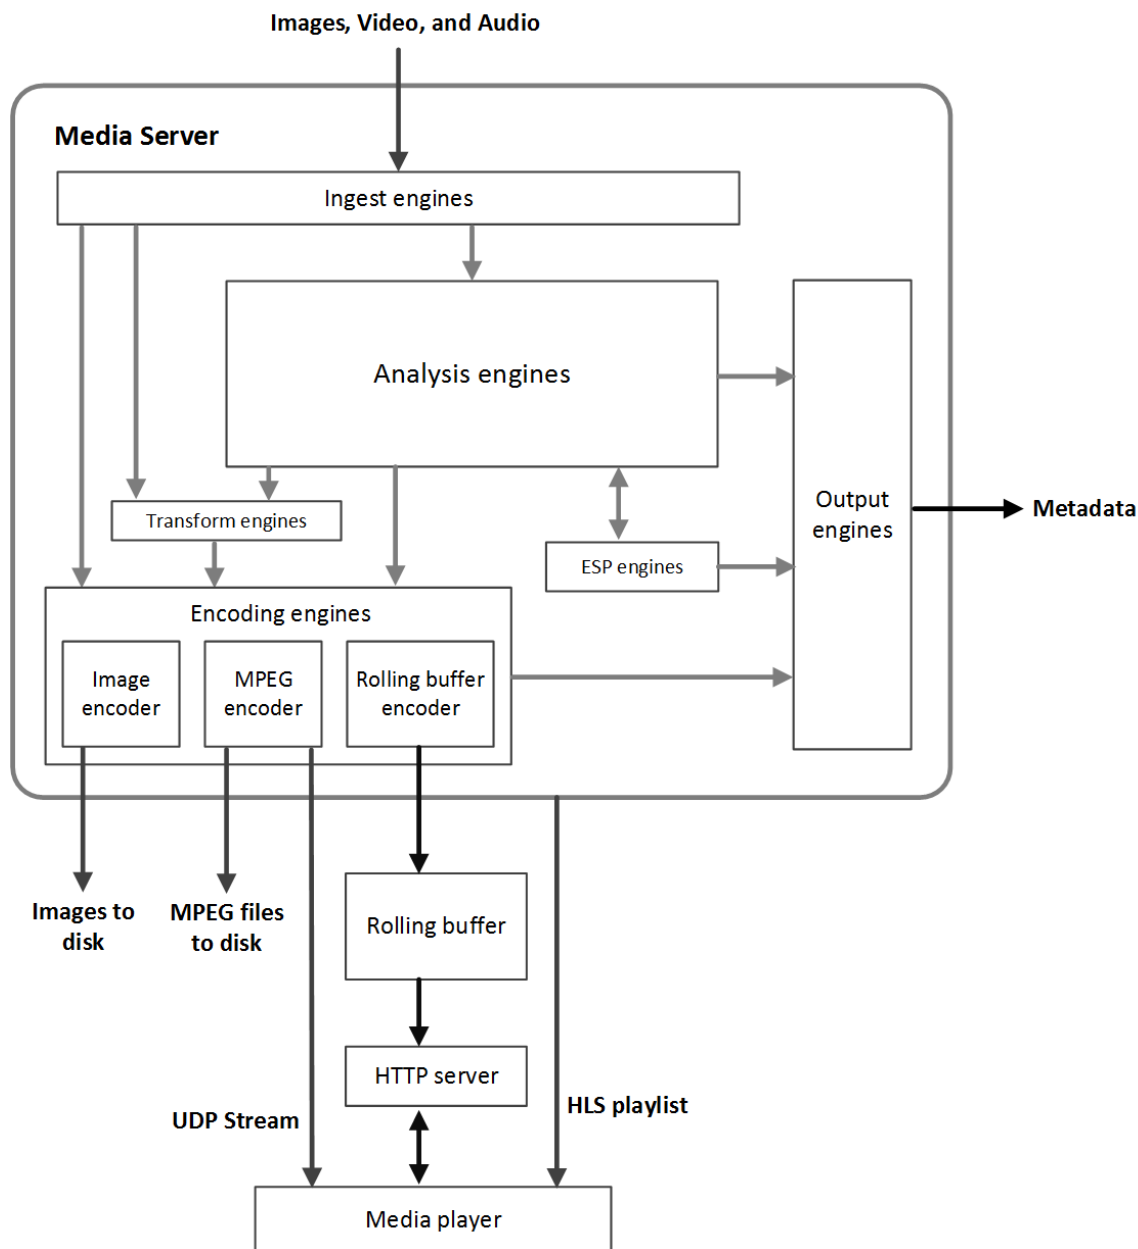 Images, Video, and Audio
Media Server
Ingest engines
Analysis engines
Transform engines
Output
engines
Metadata
ESP engines
Encoding engines
Image
encoder
MPEG
encoder
Rolling buffer
encoder
Images to
disk
MPEG files
to disk
Rolling buffer
HTTP server
UDP Stream
HLS playlist
Media player